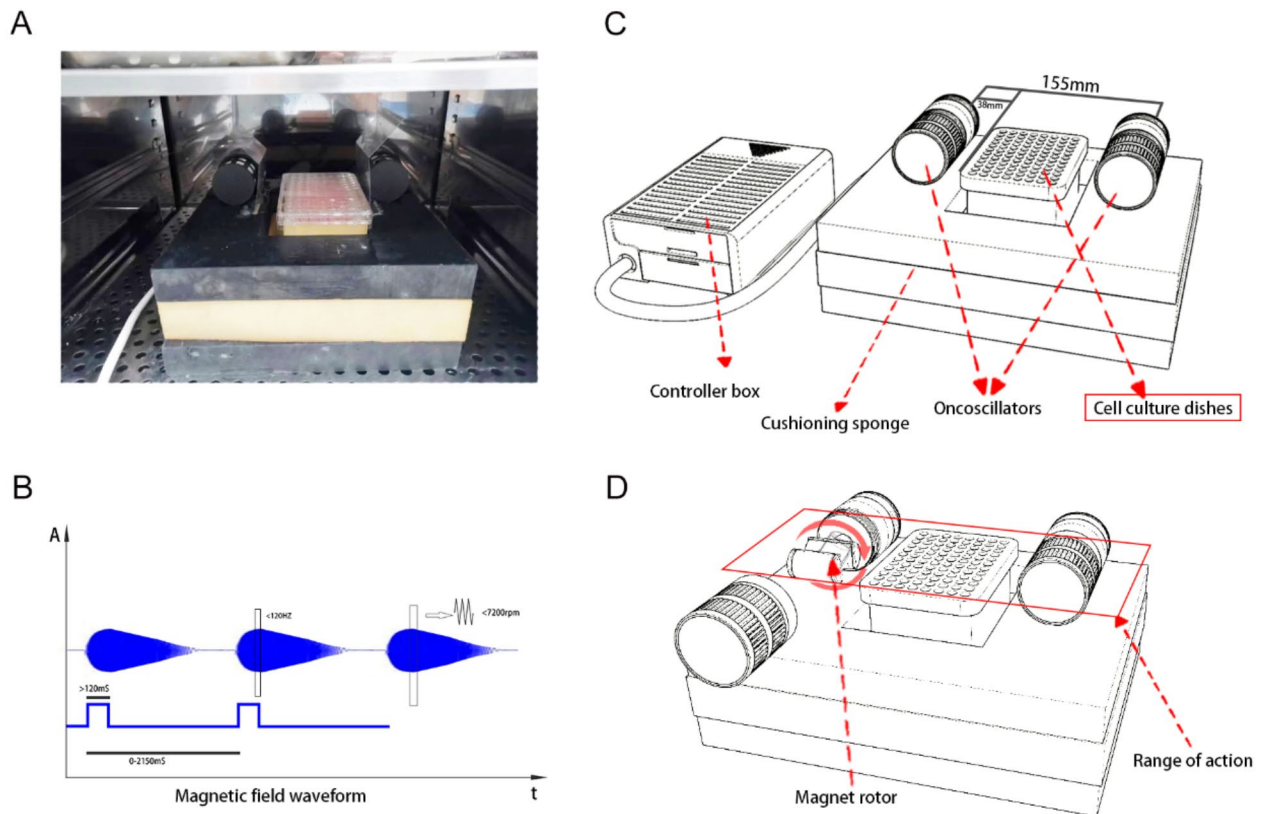 A
C
155mm
38mm
Controller box
Cushioning sponge
Oncoscillators
Cell culture dishes
B
A
<120HZ
<7200rpm
>120mS
0-2150mS
Magnetic field waveform
t
D
Magnet rotor
Range of action